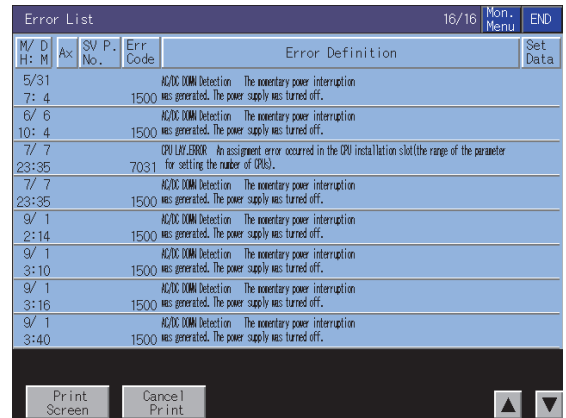 Error List 16/16 Mon. Menu END
M/ D H: M Ax SV P. No. Err Code Error Definition Set Data
5/31 AC/DC DOWN Detection The momentary power interruption
7: 4 1500 was generated. The power supply was turned off.
6/ 6 AC/DC DOWN Detection The momentary power interruption
10: 4 1500 was generated. The power supply was turned off.
7/ 7 CPU LAY.ERROR An assigment error occurred in the CPU installation slot(the range of the parameter
23:35 7031 for setting the number of CPUs).
7/ 7 AC/DC DOWN Detection The momentary power interruption
23:35 1500 was generated. The power supply was turned off.
9/ 1 AC/DC DOWN Detection The momentary power interruption
2:14 1500 was generated. The power supply was turned off.
9/ 1 AC/DC DOWN Detection The momentary power interruption
3:10 1500 was generated. The power supply was turned off.
9/ 1 AC/DC DOWN Detection The momentary power interruption
3:16 1500 was generated. The power supply was turned off.
9/ 1 AC/DC DOWN Detection The momentary power interruption
3:40 1500 was generated. The power supply was turned off.
Print Screen Cancel Print ▲ ▼